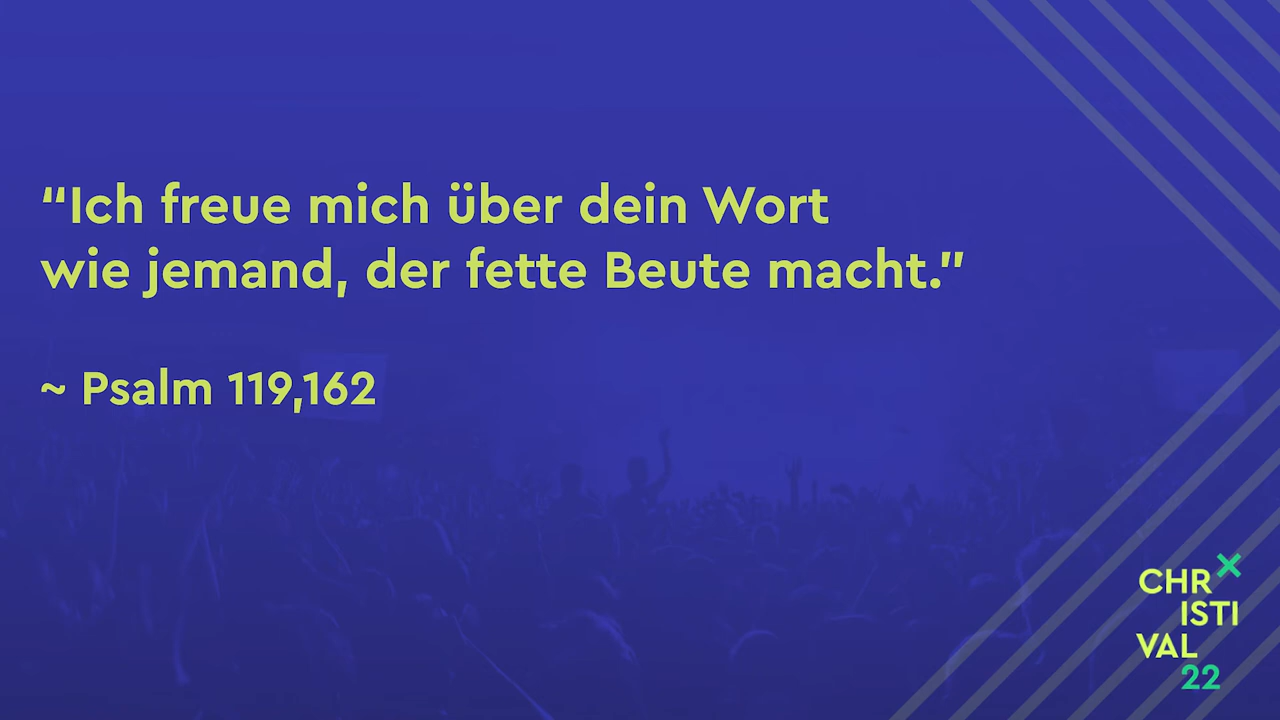 “Ich freue mich über dein Wort
wie jemand, der fette Beute macht.”
~ Psalm 119,162
CHR
ISTI
VAL
22